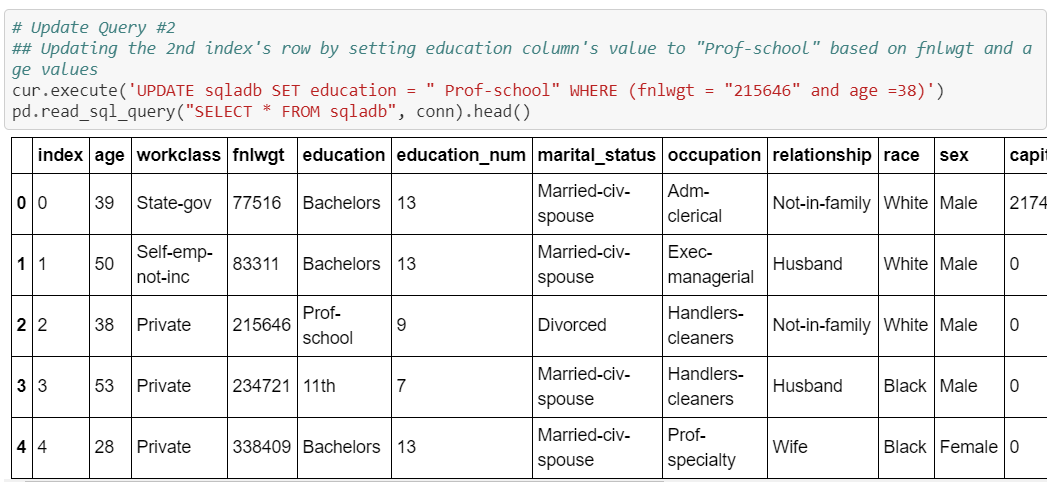 # Update Query #2
## Updating the 2nd index's row by setting education column's value to "Prof-school" based on fnlwgt and a
ge values
cur.execute('UPDATE sqladb SET education = " Prof-school" WHERE (fnlwgt = "215646" and age =38)')
pd.read_sql_query("SELECT * FROM sqladb", conn).head()
index age workclass fnlwgt education education_num marital_status occupation relationship race sex capit
0 0 39 State-gov 77516 Bachelors 13 Married-civ-spouse Adm-clerical Not-in-family White Male 2174
1 1 50 Self-emp-not-inc 83311 Bachelors 13 Married-civ-spouse Exec-managerial Husband White Male 0
2 2 38 Private 215646 Prof-school 9 Divorced Handlers-cleaners Not-in-family White Male 0
3 3 53 Private 234721 11th 7 Married-civ-spouse Handlers-cleaners Husband Black Male 0
4 4 28 Private 338409 Bachelors 13 Married-civ-spouse Prof-specialty Wife Black Female 0